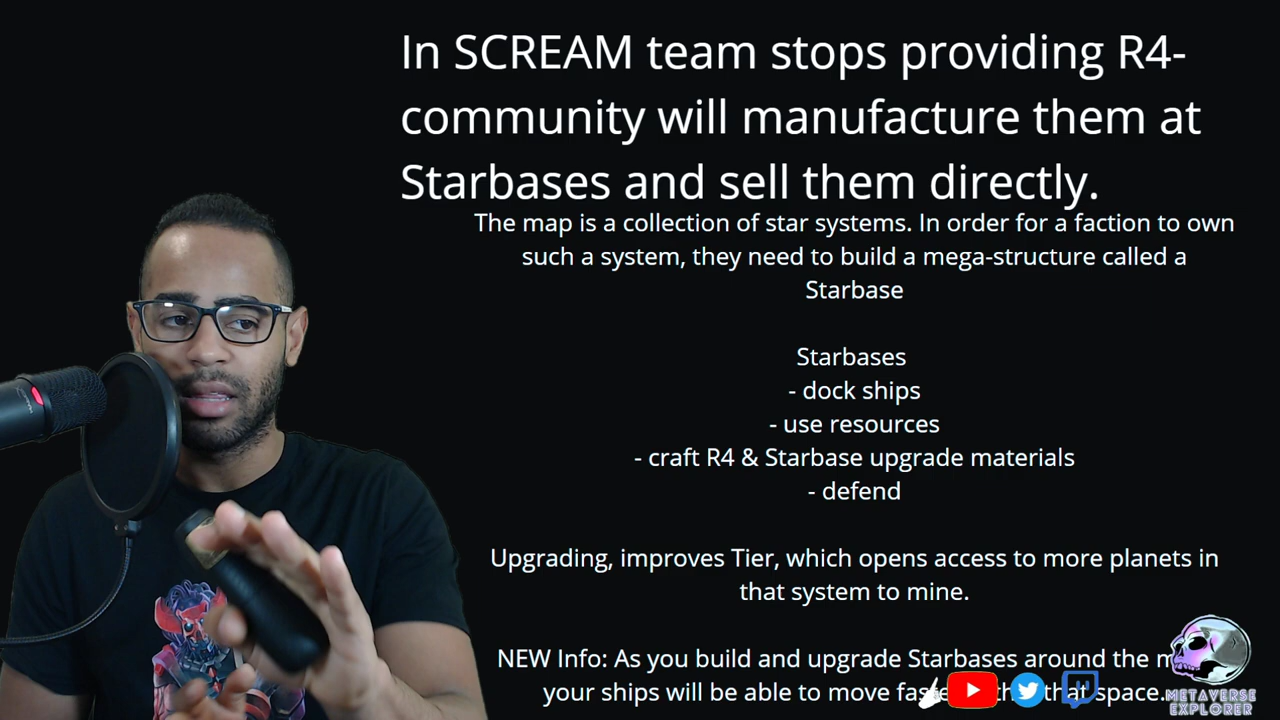 In SCREAM team stops providing R4-
community will manufacture them at
Starbases and sell them directly.
The map is a collection of star systems. In order for a faction to own
such a system, they need to build a mega-structure called a
Starbase
Starbases
- dock ships
- use resources
- craft R4 & Starbase upgrade materials
- defend
Upgrading, improves Tier, which opens access to more planets in
that system to mine.
NEW Info: As you build and upgrade Starbases around the
your ships will be able to move that space.
METAVERSE
EXPLORER